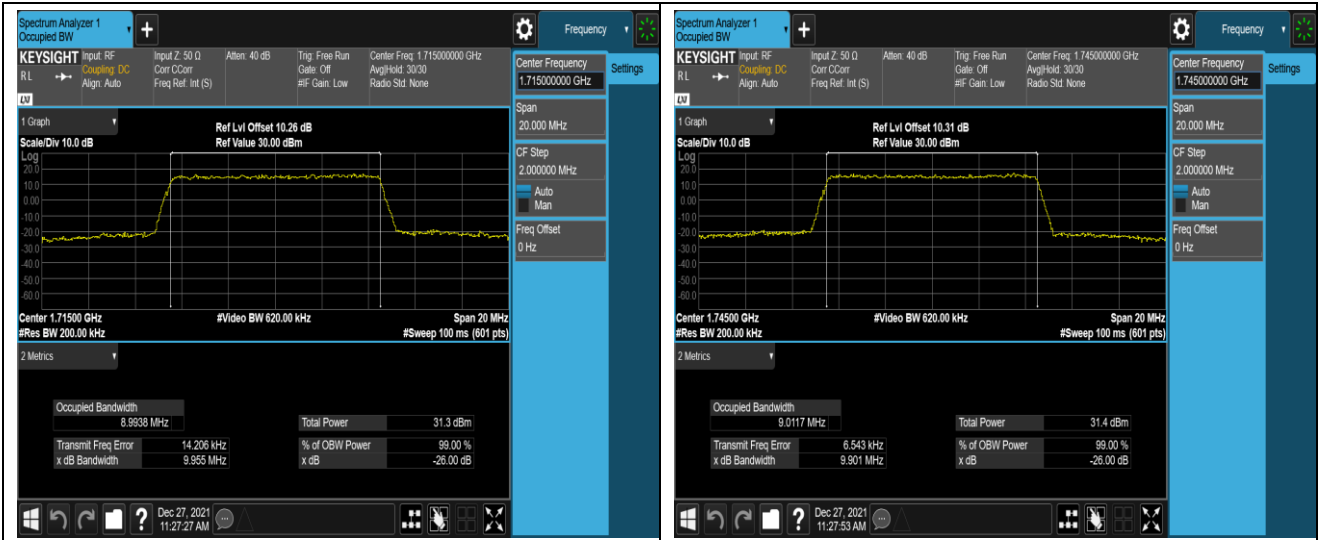 Spectrum Analyzer 1
Occupied BW
+
Frequency
KEYSIGHT Input: RF Input Z: 50 Ω Atten: 40 dB Trig: Free Run Center Freq: 1.715000000 GHz
RL Coupling: DC Corr CCorr Gate: Off Avg|Hold: 30/30
Align: Auto Freq Ref: Int (S) #IF Gain: Low Radio Std: None
LXI
Center Frequency
1.715000000 GHz
Settings
Span
20.000 MHz
CF Step
2.000000 MHz
Auto
Man
Freq Offset
0 Hz
1 Graph
Ref Lvl Offset 10.26 dB
Scale/Div 10.0 dB Ref Value 30.00 dBm
Log
20.0
10.0
0.00
-10.0
-20.0
-30.0
-40.0
-50.0
-60.0
Center 1.71500 GHz #Video BW 620.00 kHz Span 20 MHz
#Res BW 200.00 kHz #Sweep 100 ms (601 pts)
2 Metrics
Occupied Bandwidth
8.9938 MHz Total Power 31.3 dBm
Transmit Freq Error 14.206 kHz % of OBW Power 99.00 %
x dB Bandwidth 9.955 MHz x dB -26.00 dB
? Dec 27, 2021
11:27:27 AM
Spectrum Analyzer 1
Occupied BW
+
Frequency
KEYSIGHT Input: RF Input Z: 50 Ω Atten: 40 dB Trig: Free Run Center Freq: 1.745000000 GHz
RL Coupling: DC Corr CCorr Gate: Off Avg|Hold: 30/30
Align: Auto Freq Ref: Int (S) #IF Gain: Low Radio Std: None
LXI
Center Frequency
1.745000000 GHz
Settings
Span
20.000 MHz
CF Step
2.000000 MHz
Auto
Man
Freq Offset
0 Hz
1 Graph
Ref Lvl Offset 10.31 dB
Scale/Div 10.0 dB Ref Value 30.00 dBm
Log
20.0
10.0
0.00
-10.0
-20.0
-30.0
-40.0
-50.0
-60.0
Center 1.74500 GHz #Video BW 620.00 kHz Span 20 MHz
#Res BW 200.00 kHz #Sweep 100 ms (601 pts)
2 Metrics
Occupied Bandwidth
9.0117 MHz Total Power 31.4 dBm
Transmit Freq Error 6.543 kHz % of OBW Power 99.00 %
x dB Bandwidth 9.901 MHz x dB -26.00 dB
? Dec 27, 2021
11:27:53 AM